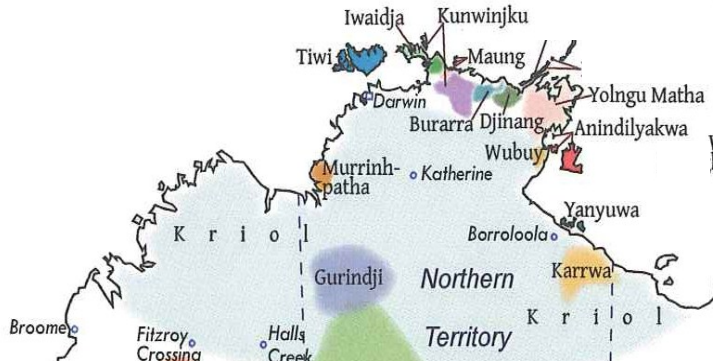 Iwaidja
Kunwinjku
Tiwi
Maung
Darwin
Yolngu Matha
Burarra
Djinang
Anindilyakwa
Wubuy
Murrinh-
patha
Katherine
Yanyuwa
K r i o l
Borroloola
Gurindji
Northern
Karrwa
K r i o l
Broome
Fitzroy
Crossing
Halls
Creek
Territory